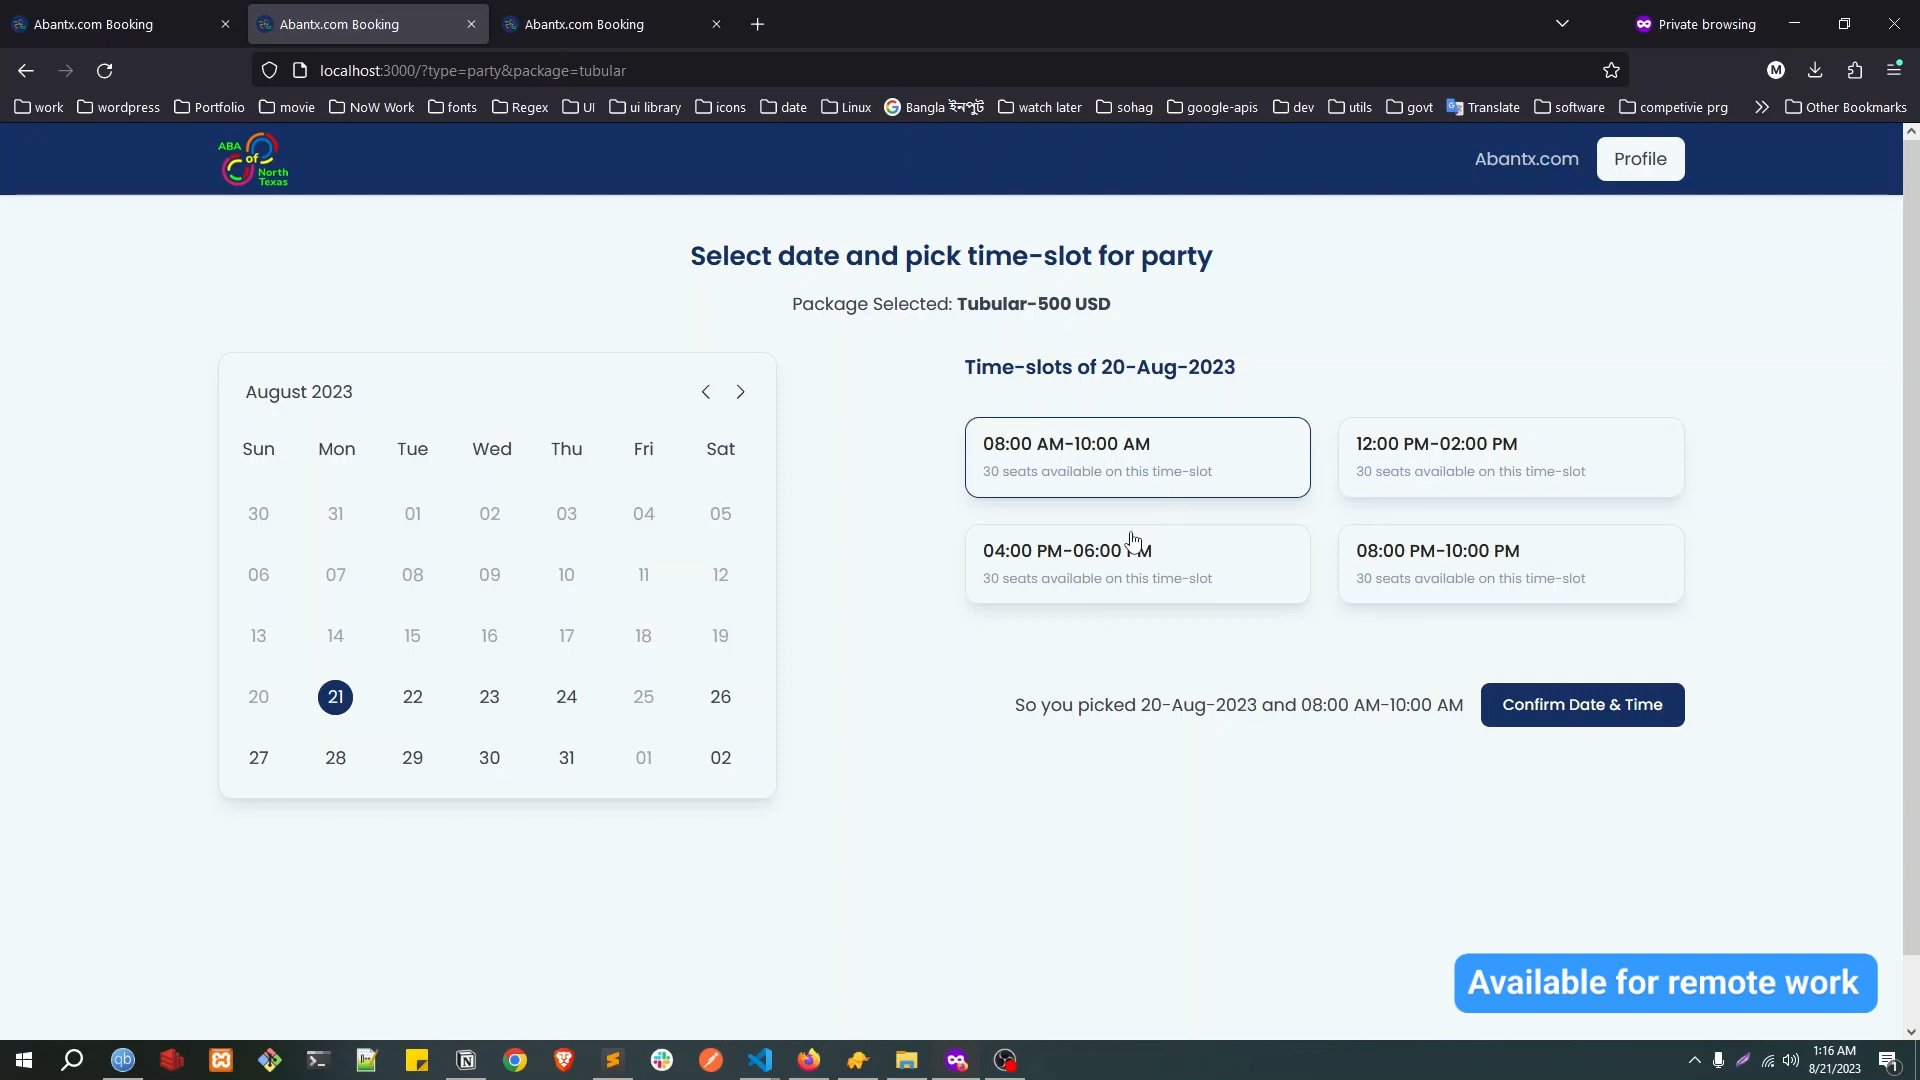 Abantx.com Booking
Abantx.com Booking
Abantx.com Booking
Private browsing
localhost:3000/?type=party&package=tubular
M
work
wordpress
Portfolio
movie
NoW Work
fonts
Regex
UI
ui library
icons
date
Linux
Bangla ইনপুট
watch later
sohag
google-apis
dev
utils
govt
Translate
software
competivie prg
Other Bookmarks
ABA
of
North
Texas
Abantx.com
Profile
Select date and pick time-slot for party
Package Selected: Tubular-500 USD
August 2023
Sun Mon Tue Wed Thu Fri Sat
30 31 01 02 03 04 05
06 07 08 09 10 11 12
13 14 15 16 17 18 19
20 21 22 23 24 25 26
27 28 29 30 31 01 02
Time-slots of 20-Aug-2023
08:00 AM-10:00 AM
30 seats available on this time-slot
12:00 PM-02:00 PM
30 seats available on this time-slot
04:00 PM-06:00
30 seats available on this time-slot
08:00 PM-10:00 PM
30 seats available on this time-slot
So you picked 20-Aug-2023 and 08:00 AM-10:00 AM
Confirm Date & Time
Available for remote work
qb
1:16 AM
8/21/2023
1